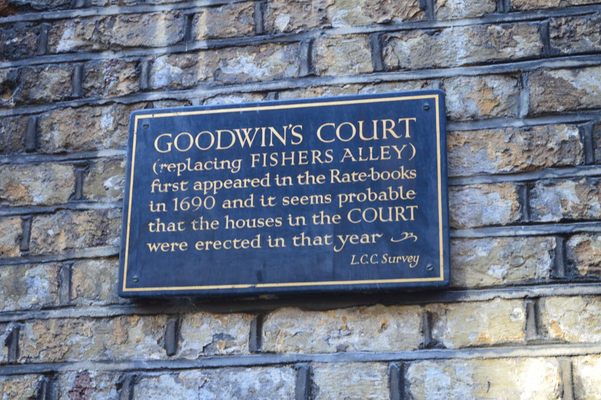 GOODWIN'S COURT
(replacing FISHERS ALLEY)
first appeared in the Rate-books
in 1690 and it seems probable
that the houses in the COURT
were erected in that year
L.C.C. Survey